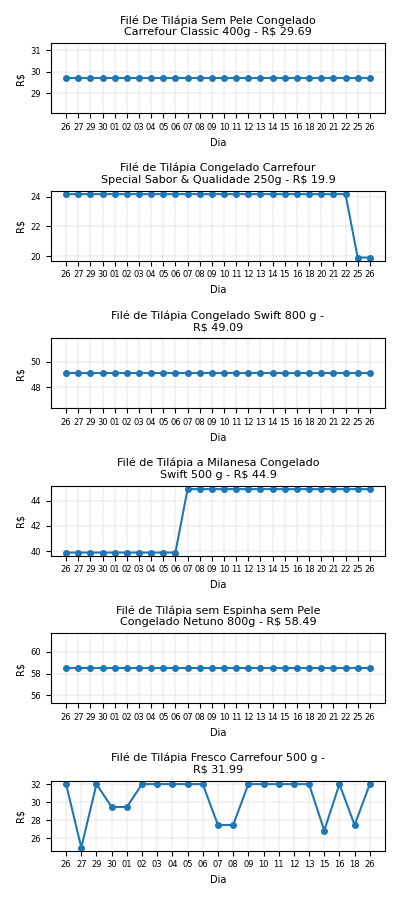 Filé De Tilápia Sem Pele Congelado
Carrefour Classic 400g - R$ 29.69
31
30
29
R$
26 27 29 30 01 02 03 04 05 06 07 08 09 10 11 12 13 14 15 16 18 20 21 22 25 26
Dia
Filé de Tilápia Congelado Carrefour
Special Sabor & Qualidade 250g - R$ 19.9
24
22
20
R$
26 27 29 30 01 02 03 04 05 06 07 08 09 10 11 12 13 14 15 16 18 20 21 22 25 26
Dia
Filé de Tilápia Congelado Swift 800 g -
R$ 49.09
50
48
R$
26 27 29 30 01 02 03 04 05 06 07 08 09 10 11 12 13 14 15 16 18 20 21 22 25 26
Dia
Filé de Tilápia a Milanesa Congelado
Swift 500 g - R$ 44.9
44
42
40
R$
26 27 29 30 01 02 03 04 05 06 07 08 09 10 11 12 13 14 15 16 18 20 21 22 25 26
Dia
Filé de Tilápia sem Espinha sem Pele
Congelado Netuno 800g - R$ 58.49
60
58
56
R$
26 27 29 30 01 02 03 04 05 06 07 08 09 10 11 12 13 14 15 16 18 20 21 22 25 26
Dia
Filé de Tilápia Fresco Carrefour 500 g -
R$ 31.99
32
30
28
26
R$
26 27 29 30 01 02 03 04 05 06 07 08 09 10 11 12 13 15 16 18 26
Dia